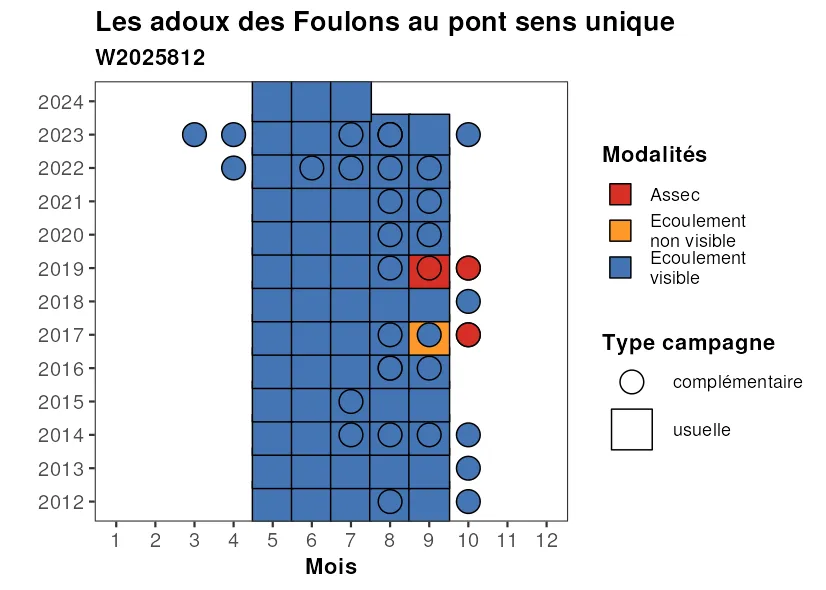 Les adoux des Foulons au pont sens unique
W2025812
2024
2023
2022
2021
2020
2019
2018
2017
2016
2015
2014
2013
2012
1 2 3 4 5 6 7 8 9 10 11 12
Mois
Modalités
Assec
Ecoulement
non visible
Ecoulement
visible
Type campagne
complémentaire
usuelle